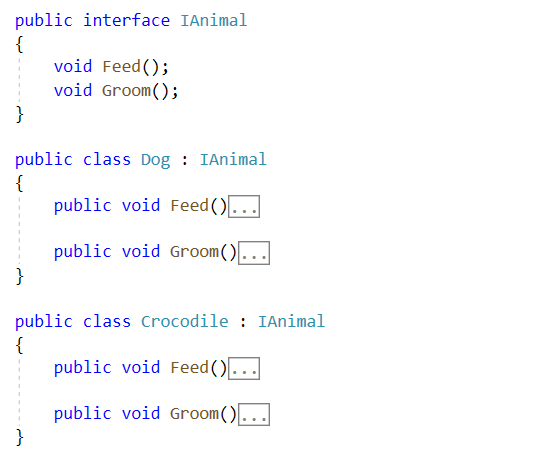 public interface IAnimal
{
void Feed();
void Groom();
}
public class Dog : IAnimal
{
public void Feed()...
public void Groom()...
}
public class Crocodile : IAnimal
{
public void Feed()...
public void Groom()...
}